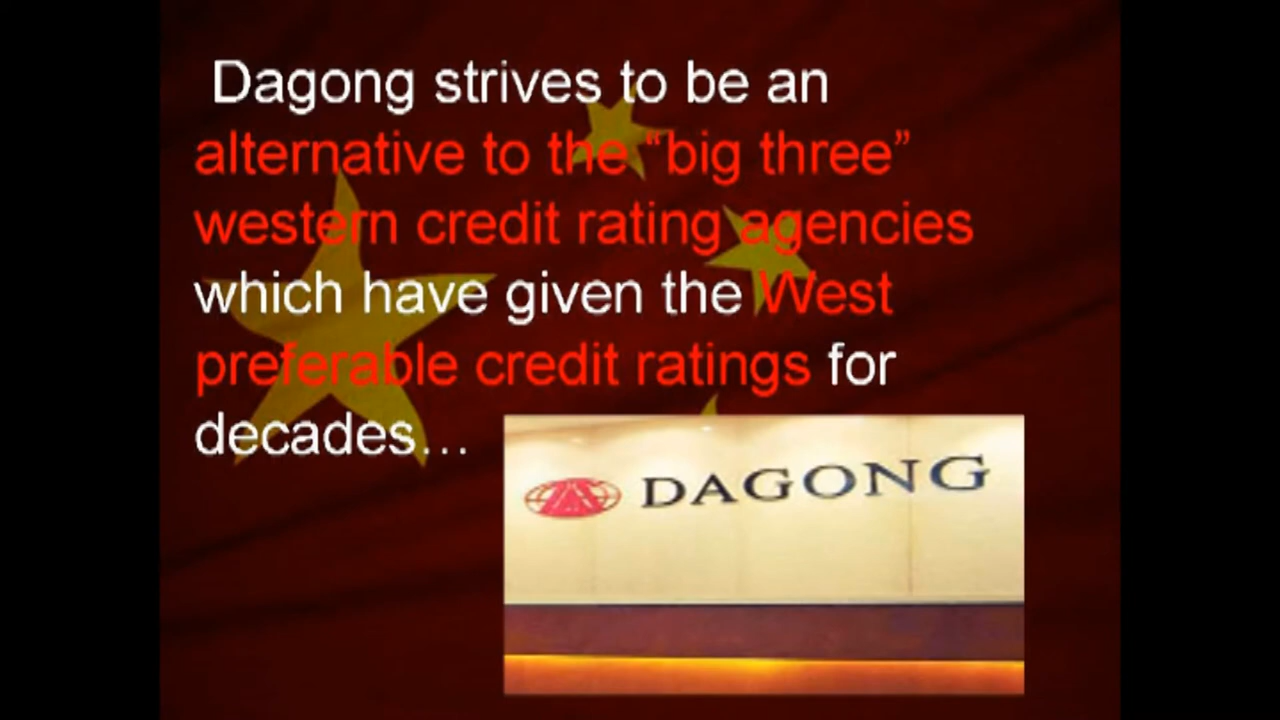 Dagong strives to be an
alternative to the “big three”
western credit rating agencies
which have given the West
preferable credit ratings for
decades…
DAGONG